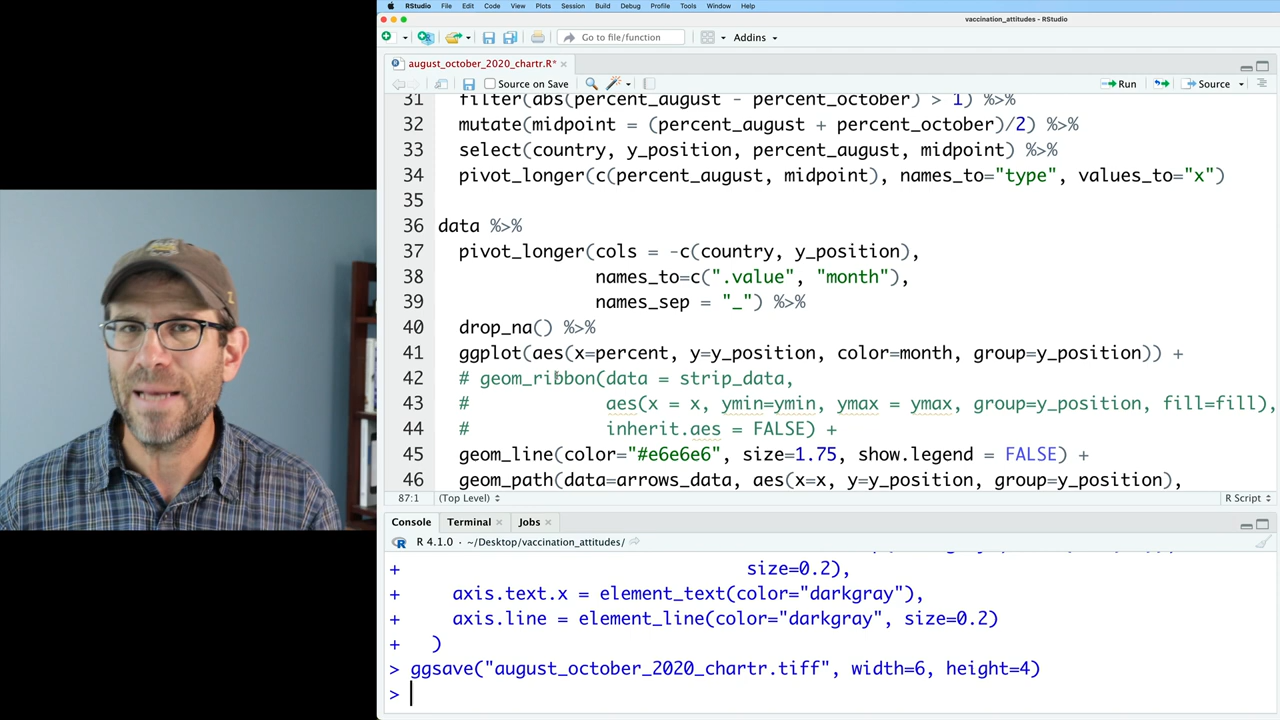 RStudio File Edit Code View Plots Session Build Debug Profile Tools Window Help
vaccination_attitudes - RStudio
Go to file/function Addins
august_october_2020_chartr.R*
Source on Save Run Source
31 filter(abs(percent_august - percent_october) > 1) %>%
32 mutate(midpoint = (percent_august + percent_october)/2) %>%
33 select(country, y_position, percent_august, midpoint) %>%
34 pivot_longer(c(percent_august, midpoint), names_to="type", values_to="x")
35
36 data %>%
37 pivot_longer(cols = -c(country, y_position),
38 names_to=c(".value", "month"),
39 names_sep = "_") %>%
40 drop_na() %>%
41 ggplot(aes(x=percent, y=y_position, color=month, group=y_position)) +
42 # geom_ribbon(data = strip_data,
43 # aes(x = x, ymin=ymin, ymax = ymax, group=y_position, fill=fill),
44 # inherit.aes = FALSE) +
45 geom_line(color="#e6e6e6", size=1.75, show.legend = FALSE) +
46 geom_path(data=arrows_data, aes(x=x, y=y_position, group=y_position),
87:1 (Top Level) R Script
Console Terminal Jobs
R 4.1.0 · ~/Desktop/vaccination_attitudes/
+ size=0.2),
+ axis.text.x = element_text(color="darkgray"),
+ axis.line = element_line(color="darkgray", size=0.2)
+ )
> ggsave("august_october_2020_chartr.tiff", width=6, height=4)
>